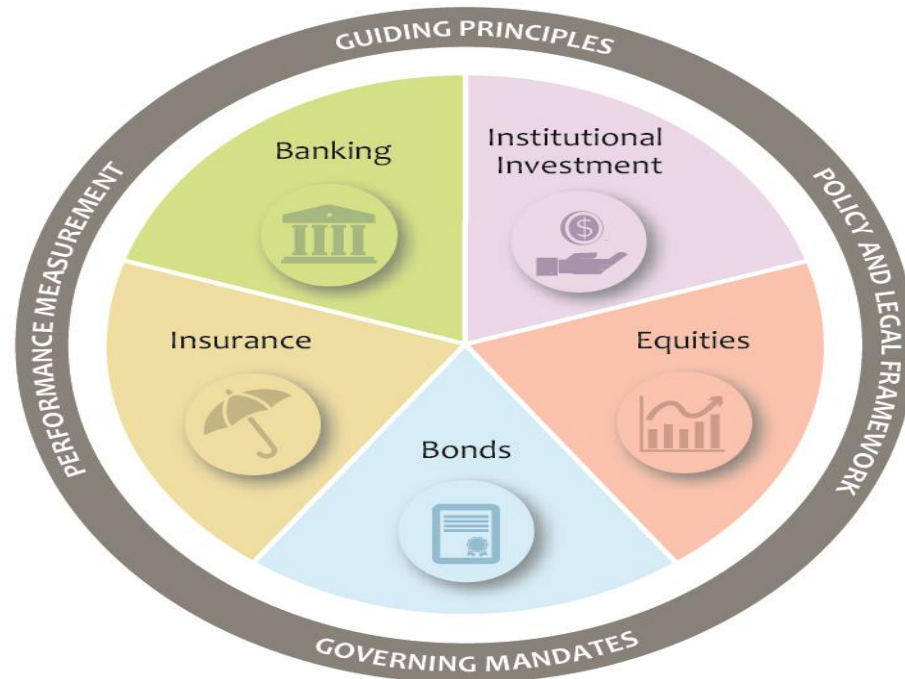 GUIDING PRINCIPLES
Banking
Institutional
Investment
PERFORMANCE MEASUREMENT
POLICY AND LEGAL FRAMEWORK
Insurance
Equities
Bonds
$
GOVERNING MANDATES